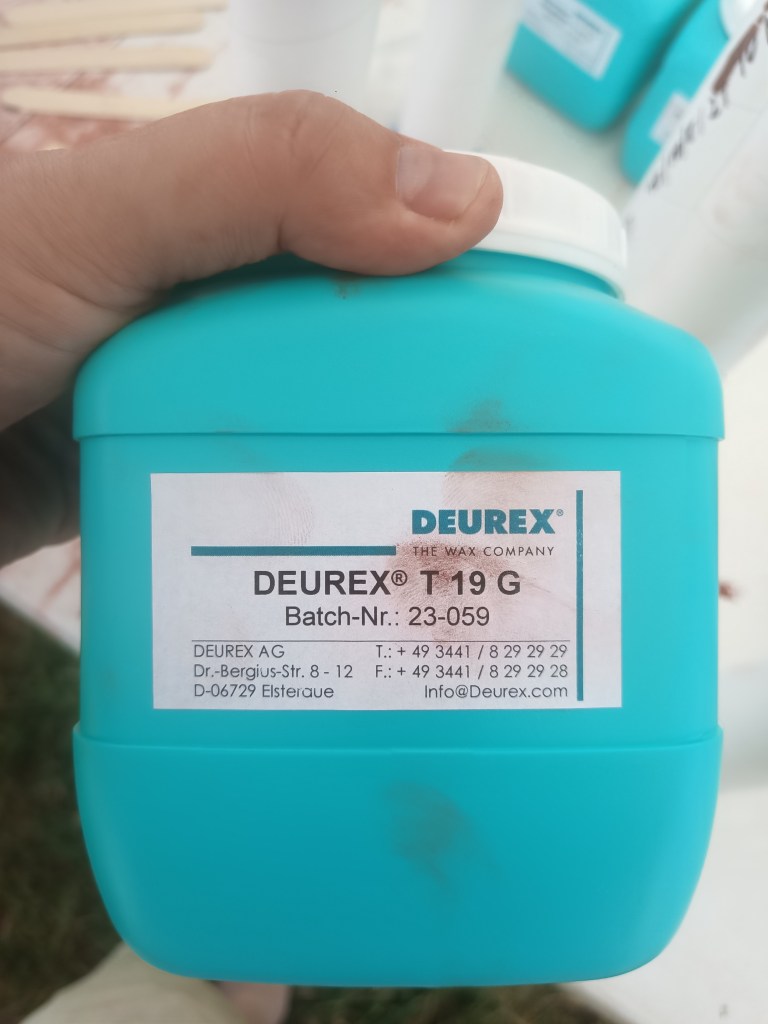 DEUREX®
THE WAX COMPANY
DEUREX® T 19 G
Batch-Nr.: 23-059
DEUREX AG T.: + 49 3441 / 8 29 29 29
Dr.-Bergius-Str. 8 - 12 F.: + 49 3441 / 8 29 29 28
D-06729 Elsteraue Info@Deurex.com
DEUREX